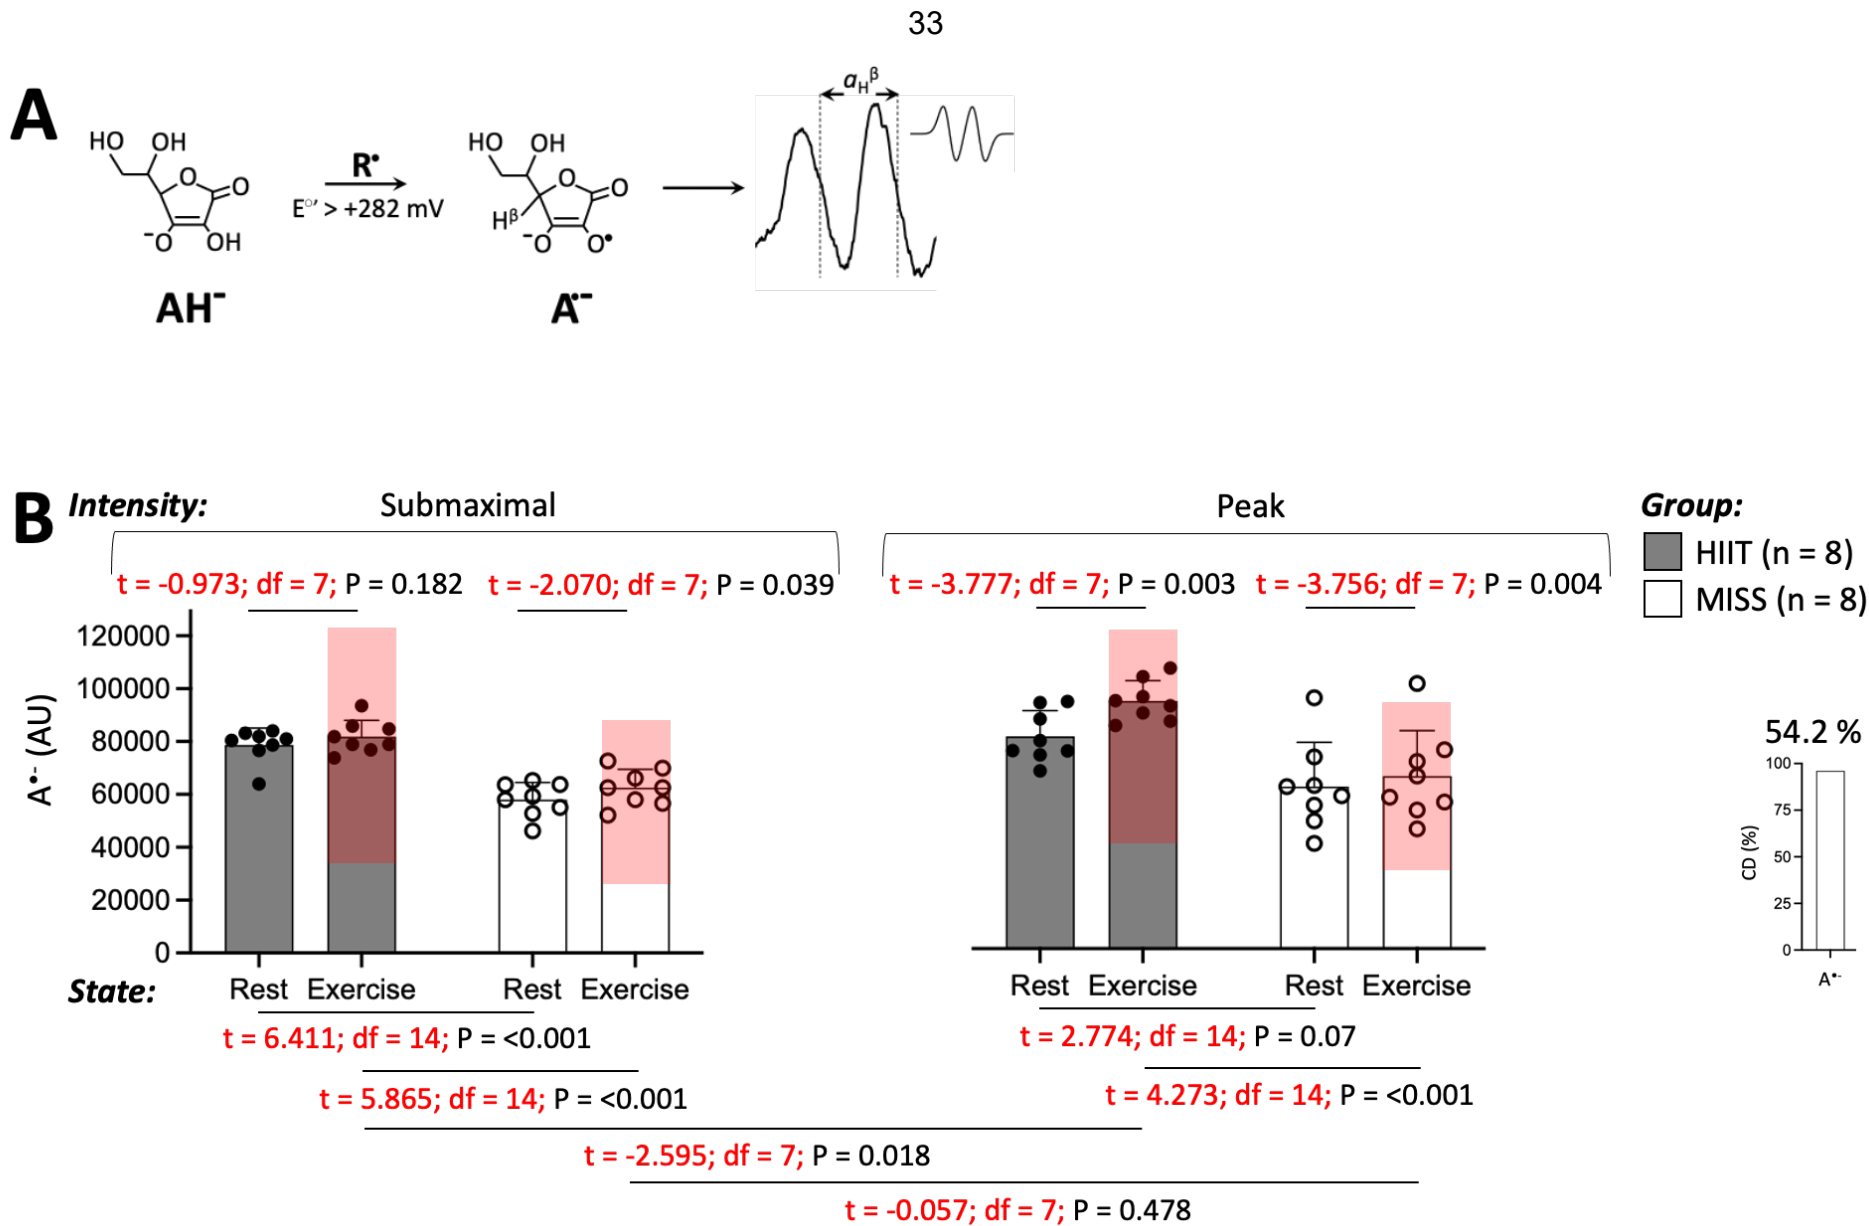 33
A
a_H^β
HO OH
O O
⁻O OH
AH⁻
R•
E°′ > +282 mV
HO OH
O O
H^β
⁻O O•
A•⁻
B
Intensity: Submaximal Peak
Group:
HIIT (n = 8)
MISS (n = 8)
t = -0.973; df = 7; P = 0.182
t = -2.070; df = 7; P = 0.039
t = -3.777; df = 7; P = 0.003
t = -3.756; df = 7; P = 0.004
A•- (AU)
120000
100000
80000
60000
40000
20000
0
State: Rest Exercise Rest Exercise Rest Exercise Rest Exercise
t = 6.411; df = 14; P = <0.001
t = 2.774; df = 14; P = 0.07
t = 5.865; df = 14; P = <0.001
t = 4.273; df = 14; P = <0.001
t = -2.595; df = 7; P = 0.018
t = -0.057; df = 7; P = 0.478
54.2 %
CD (%)
100
75
50
25
0
A•-